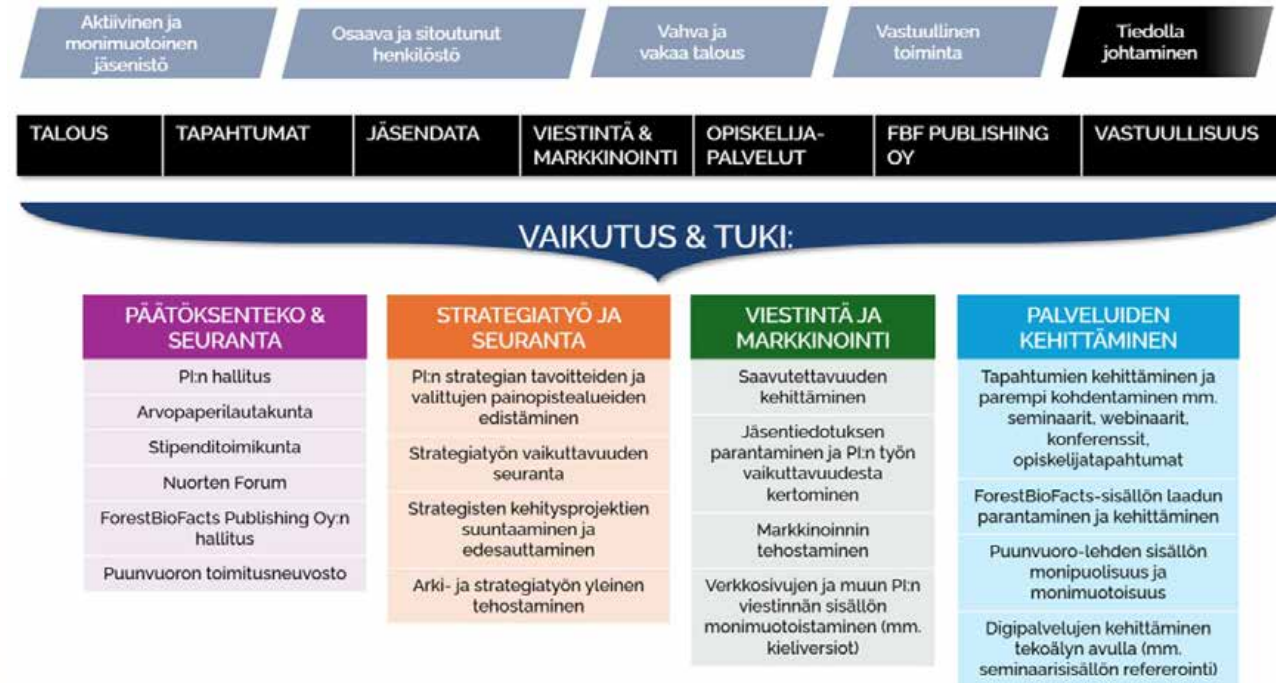 Aktiivinen ja
monimuotoinen
jäsenistö
Osaava ja sitoutunut
henkilöstö
Vahva ja
vakaa talous
Vastuullinen
toiminta
Tiedolla
johtaminen
TALOUS
TAPAHTUMAT
JÄSENDATA
VIESTINTÄ &
MARKKINOINTI
OPISKELIJA-
PALVELUT
FBF PUBLISHING
OY
VASTUULLISUUS
VAIKUTUS & TUKI:
PÄÄTÖKSENTEKO &
SEURANTA
PI:n hallitus
Arvopaperilautakunta
Stipenditoimikunta
Nuorten Forum
ForestBioFacts Publishing Oy:n
hallitus
Puunvuoron toimitusneuvosto
STRATEGIATYÖ JA
SEURANTA
PI:n strategian tavoitteiden ja
valittujen painopistealueiden
edistäminen
Strategiatyön vaikuttavuuden
seuranta
Strategisten kehitysprojektien
suuntaaminen ja
edesauttaminen
Arki- ja strategiatyön yleinen
tehostaminen
VIESTINTÄ JA
MARKKINOINTI
Saavutettavuuden
kehittäminen
Jäsentiedotuksen
parantaminen ja PI:n työn
vaikuttavuudesta
kertominen
Markkinoinnin
tehostaminen
Verkkosivujen ja muun PI:n
viestinnän sisällön
monimuotoistaminen (mm.
kieliversiot)
PALVELUIDEN
KEHITTÄMINEN
Tapahtumien kehittäminen ja
parempi kohdentaminen mm.
seminaarit, webinaarit,
konferenssit,
opiskelijatapahtumat
ForestBioFacts-sisällön laadun
parantaminen ja kehittäminen
Puunvuoro-lehden sisällön
monipuolisuus ja
monimuotoisuus
Digipalvelujen kehittäminen
tekoälyn avulla (mm.
seminaarisisällön refererointi)